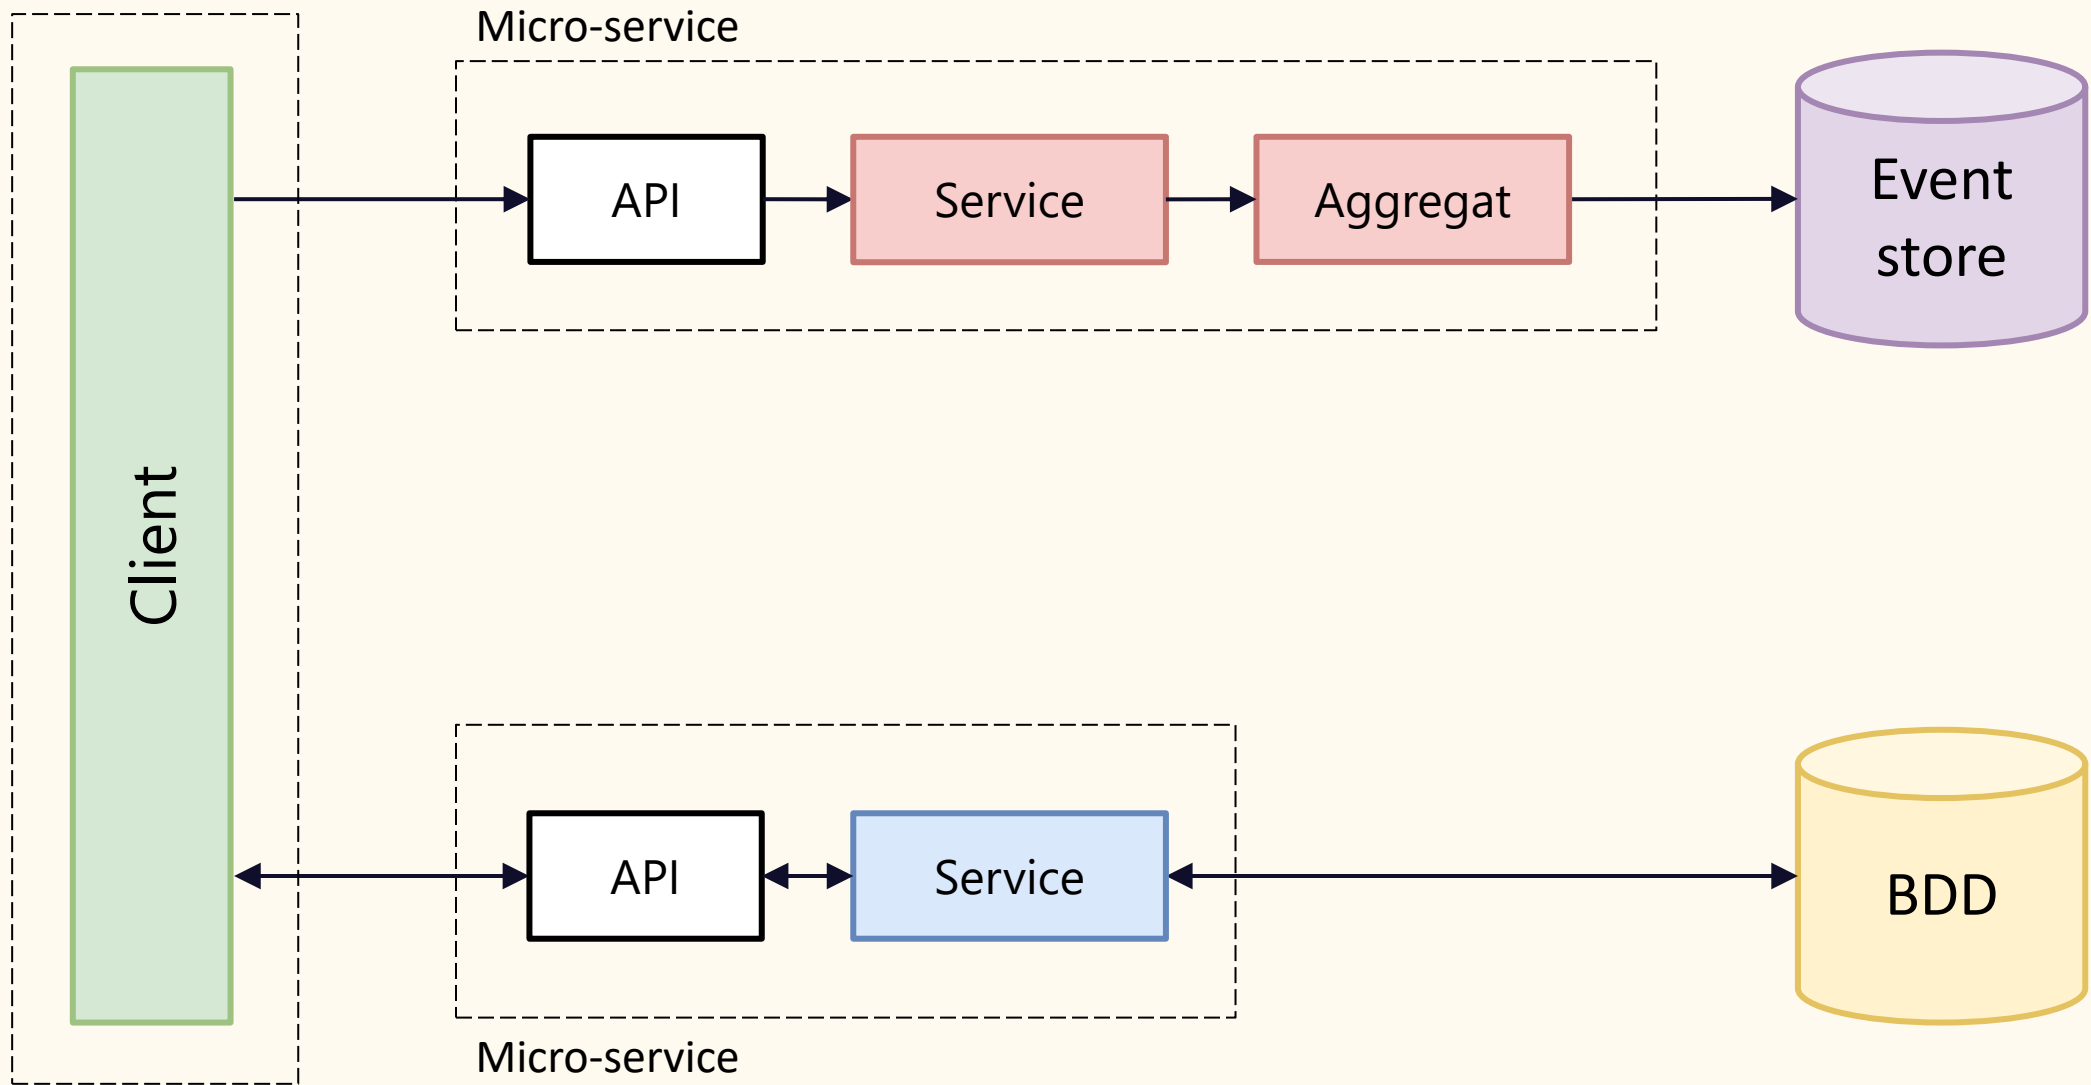 Micro-service
API
Service
Aggregat
Event
store
Client
API
Service
BDD
Micro-service